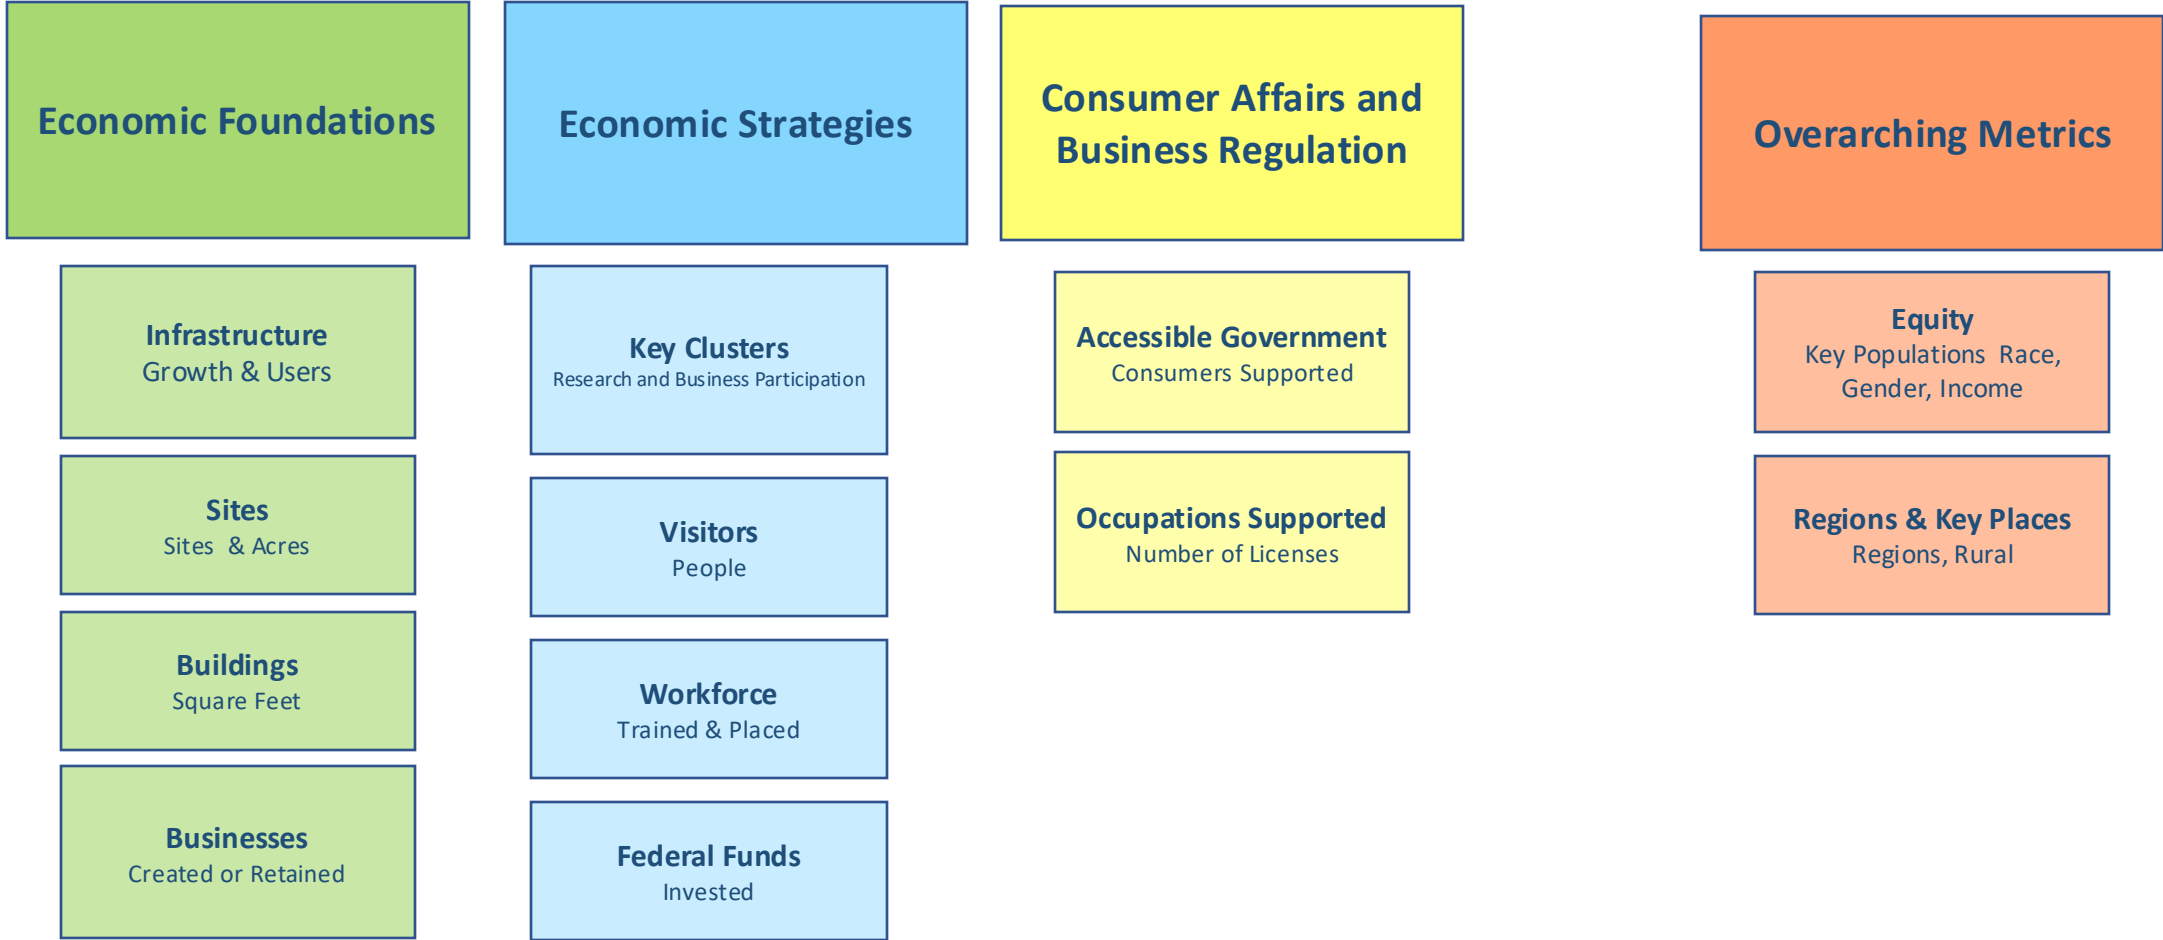 Economic Foundations
Infrastructure
Growth & Users
Sites
Sites & Acres
Buildings
Square Feet
Businesses
Created or Retained
Economic Strategies
Key Clusters
Research and Business Participation
Visitors
People
Workforce
Trained & Placed
Federal Funds
Invested
Consumer Affairs and
Business Regulation
Accessible Government
Consumers Supported
Occupations Supported
Number of Licenses
Overarching Metrics
Equity
Key Populations Race,
Gender, Income
Regions & Key Places
Regions, Rural